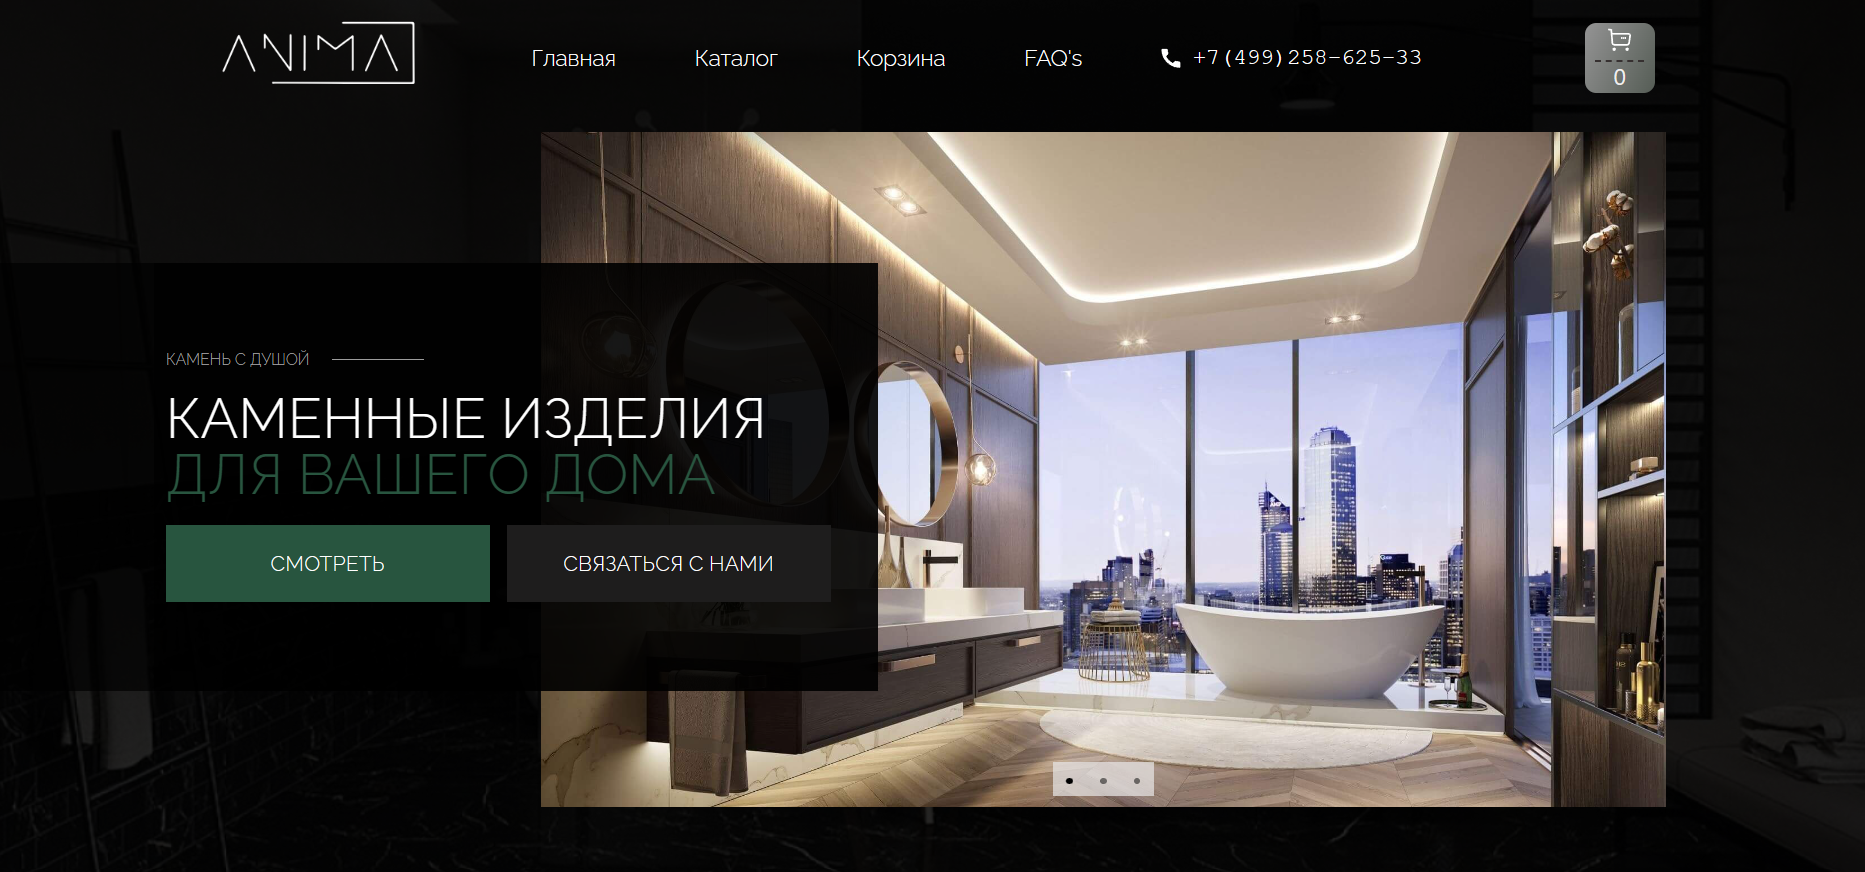 ANIMA
Главная
Каталог
Корзина
FAQ's
+7(499)258-625-33
0
КАМЕНЬ С ДУШОЙ
КАМЕННЫЕ ИЗДЕЛИЯ
ДЛЯ ВАШЕГО ДОМА
СМОТРЕТЬ
СВЯЗАТЬСЯ С НАМИ